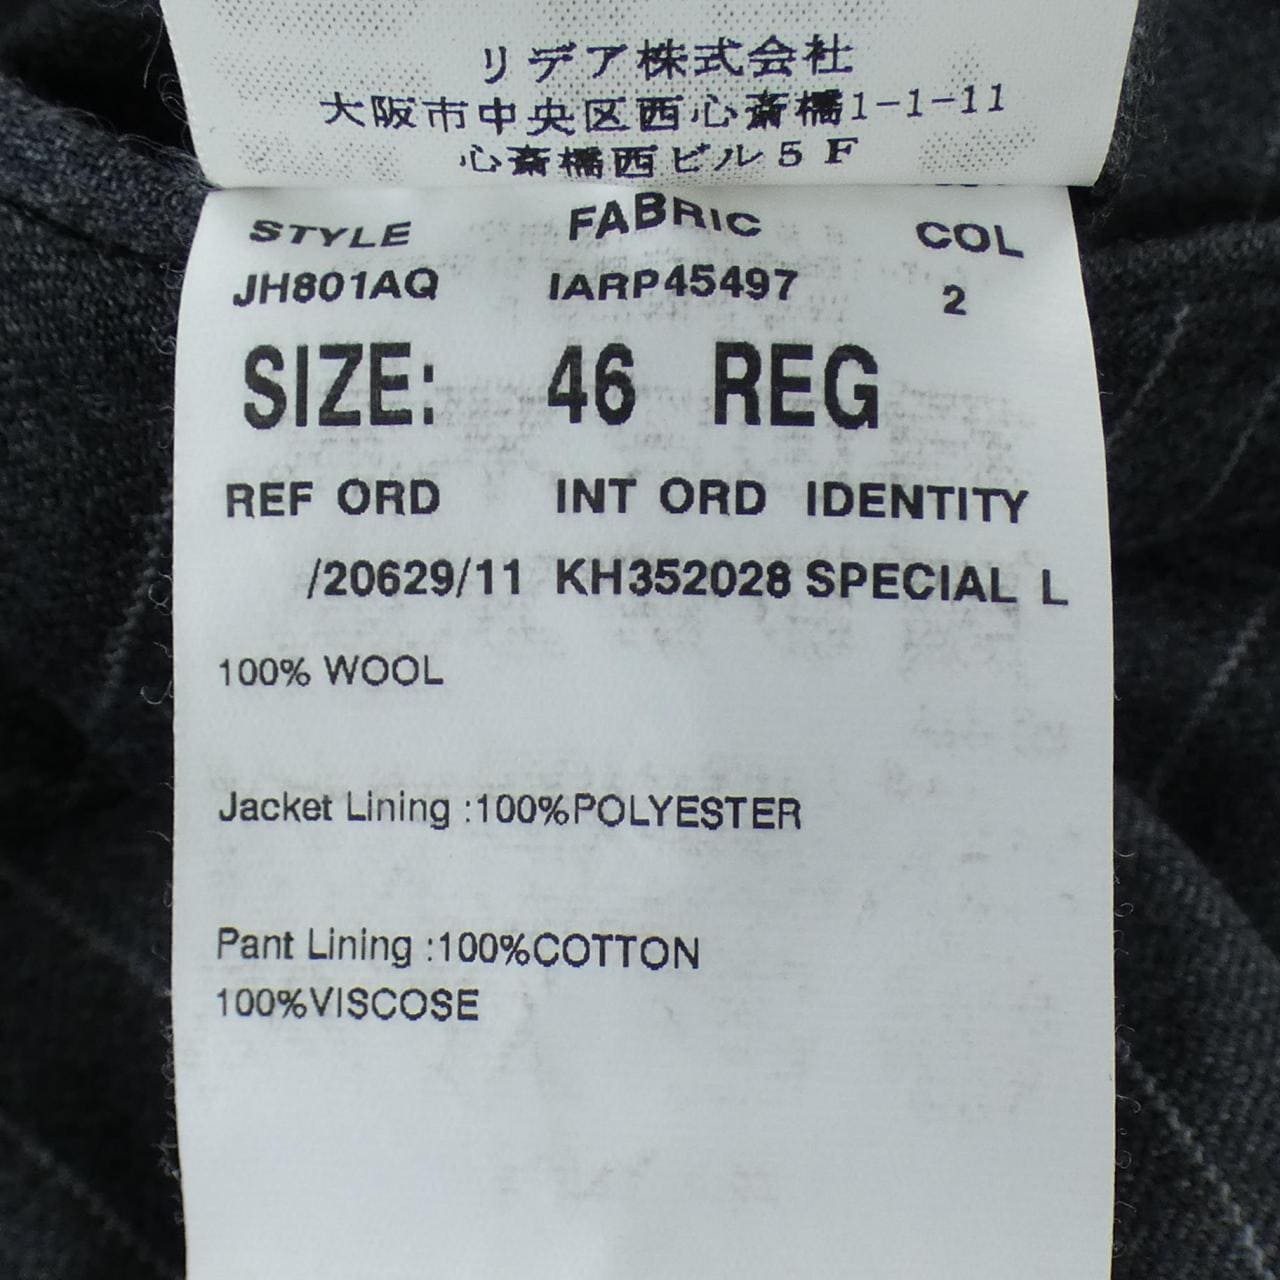 リデア株式会社
大阪市中央区西心斎橋1-1-11
心斎橋西ビル5F
STYLE FABRIC COL
JH801AQ IARP45497 2
SIZE: 46 REG
REF ORD INT ORD IDENTITY
/20629/11 KH352028 SPECIAL L
100% WOOL
Jacket Lining :100%POLYESTER
Pant Lining :100%COTTON
100%VISCOSE